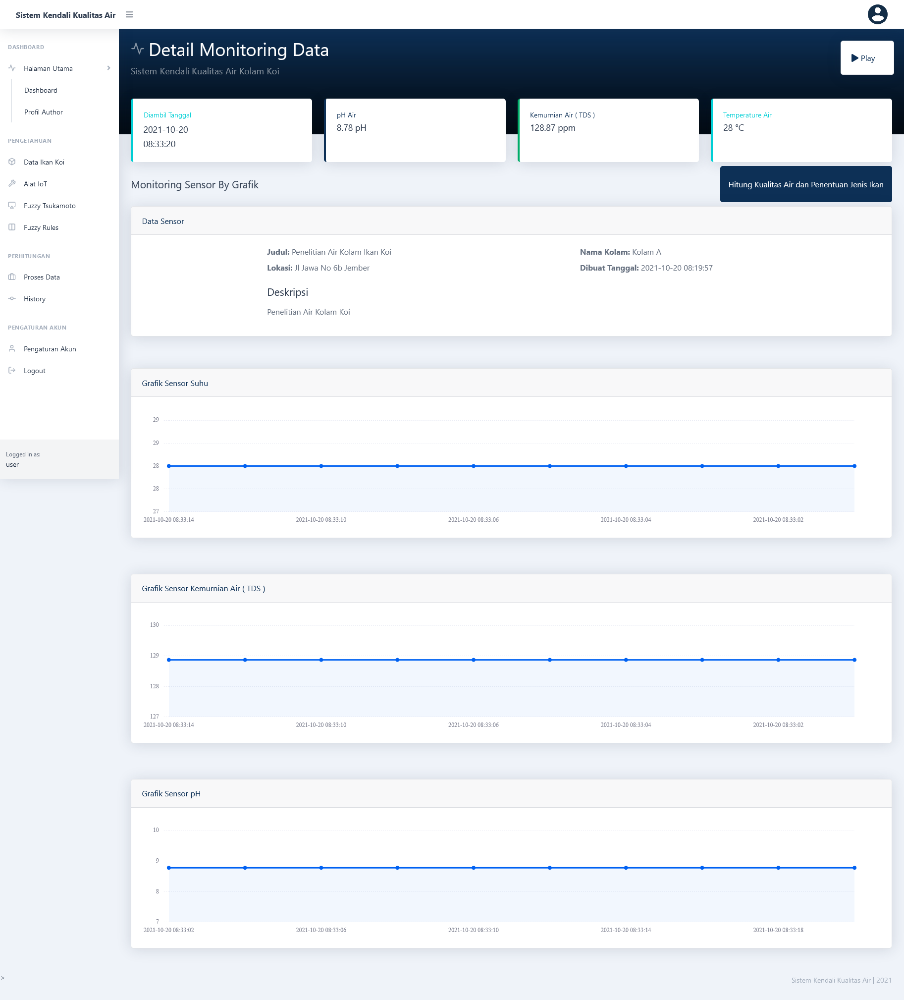 Sistem Kendali Kualitas Air
DASHBOARD
Halaman Utama
Dashboard
Profil Author
PENGETAHUAN
Data Ikan Koi
Alat IoT
Fuzzy Tsukamoto
Fuzzy Rules
PERHITUNGAN
Proses Data
History
PENGATURAN AKUN
Pengaturan Akun
Logout
Logged in as:
user
Detail Monitoring Data
Sistem Kendali Kualitas Air Kolam Koi
Play
Diambil Tanggal
2021-10-20
08:33:20
pH Air
8.78 pH
Kemurnian Air ( TDS )
128.87 ppm
Temperature Air
28 °C
Monitoring Sensor By Grafik
Hitung Kualitas Air dan Penentuan Jenis Ikan
Data Sensor
Judul: Penelitian Air Kolam Ikan Koi
Nama Kolam: Kolam A
Lokasi: Jl Jawa No 6b Jember
Dibuat Tanggal: 2021-10-20 08:19:57
Deskripsi
Penelitian Air Kolam Koi
Grafik Sensor Suhu
29
29
28
28
27
2021-10-20 08:33:14 2021-10-20 08:33:10 2021-10-20 08:33:06 2021-10-20 08:33:04 2021-10-20 08:33:02
Grafik Sensor Kemurnian Air ( TDS )
130
129
128
127
2021-10-20 08:33:14 2021-10-20 08:33:10 2021-10-20 08:33:06 2021-10-20 08:33:04 2021-10-20 08:33:02
Grafik Sensor pH
10
9
8
7
2021-10-20 08:33:02 2021-10-20 08:33:06 2021-10-20 08:33:10 2021-10-20 08:33:14 2021-10-20 08:33:18
>
Sistem Kendali Kualitas Air | 2021